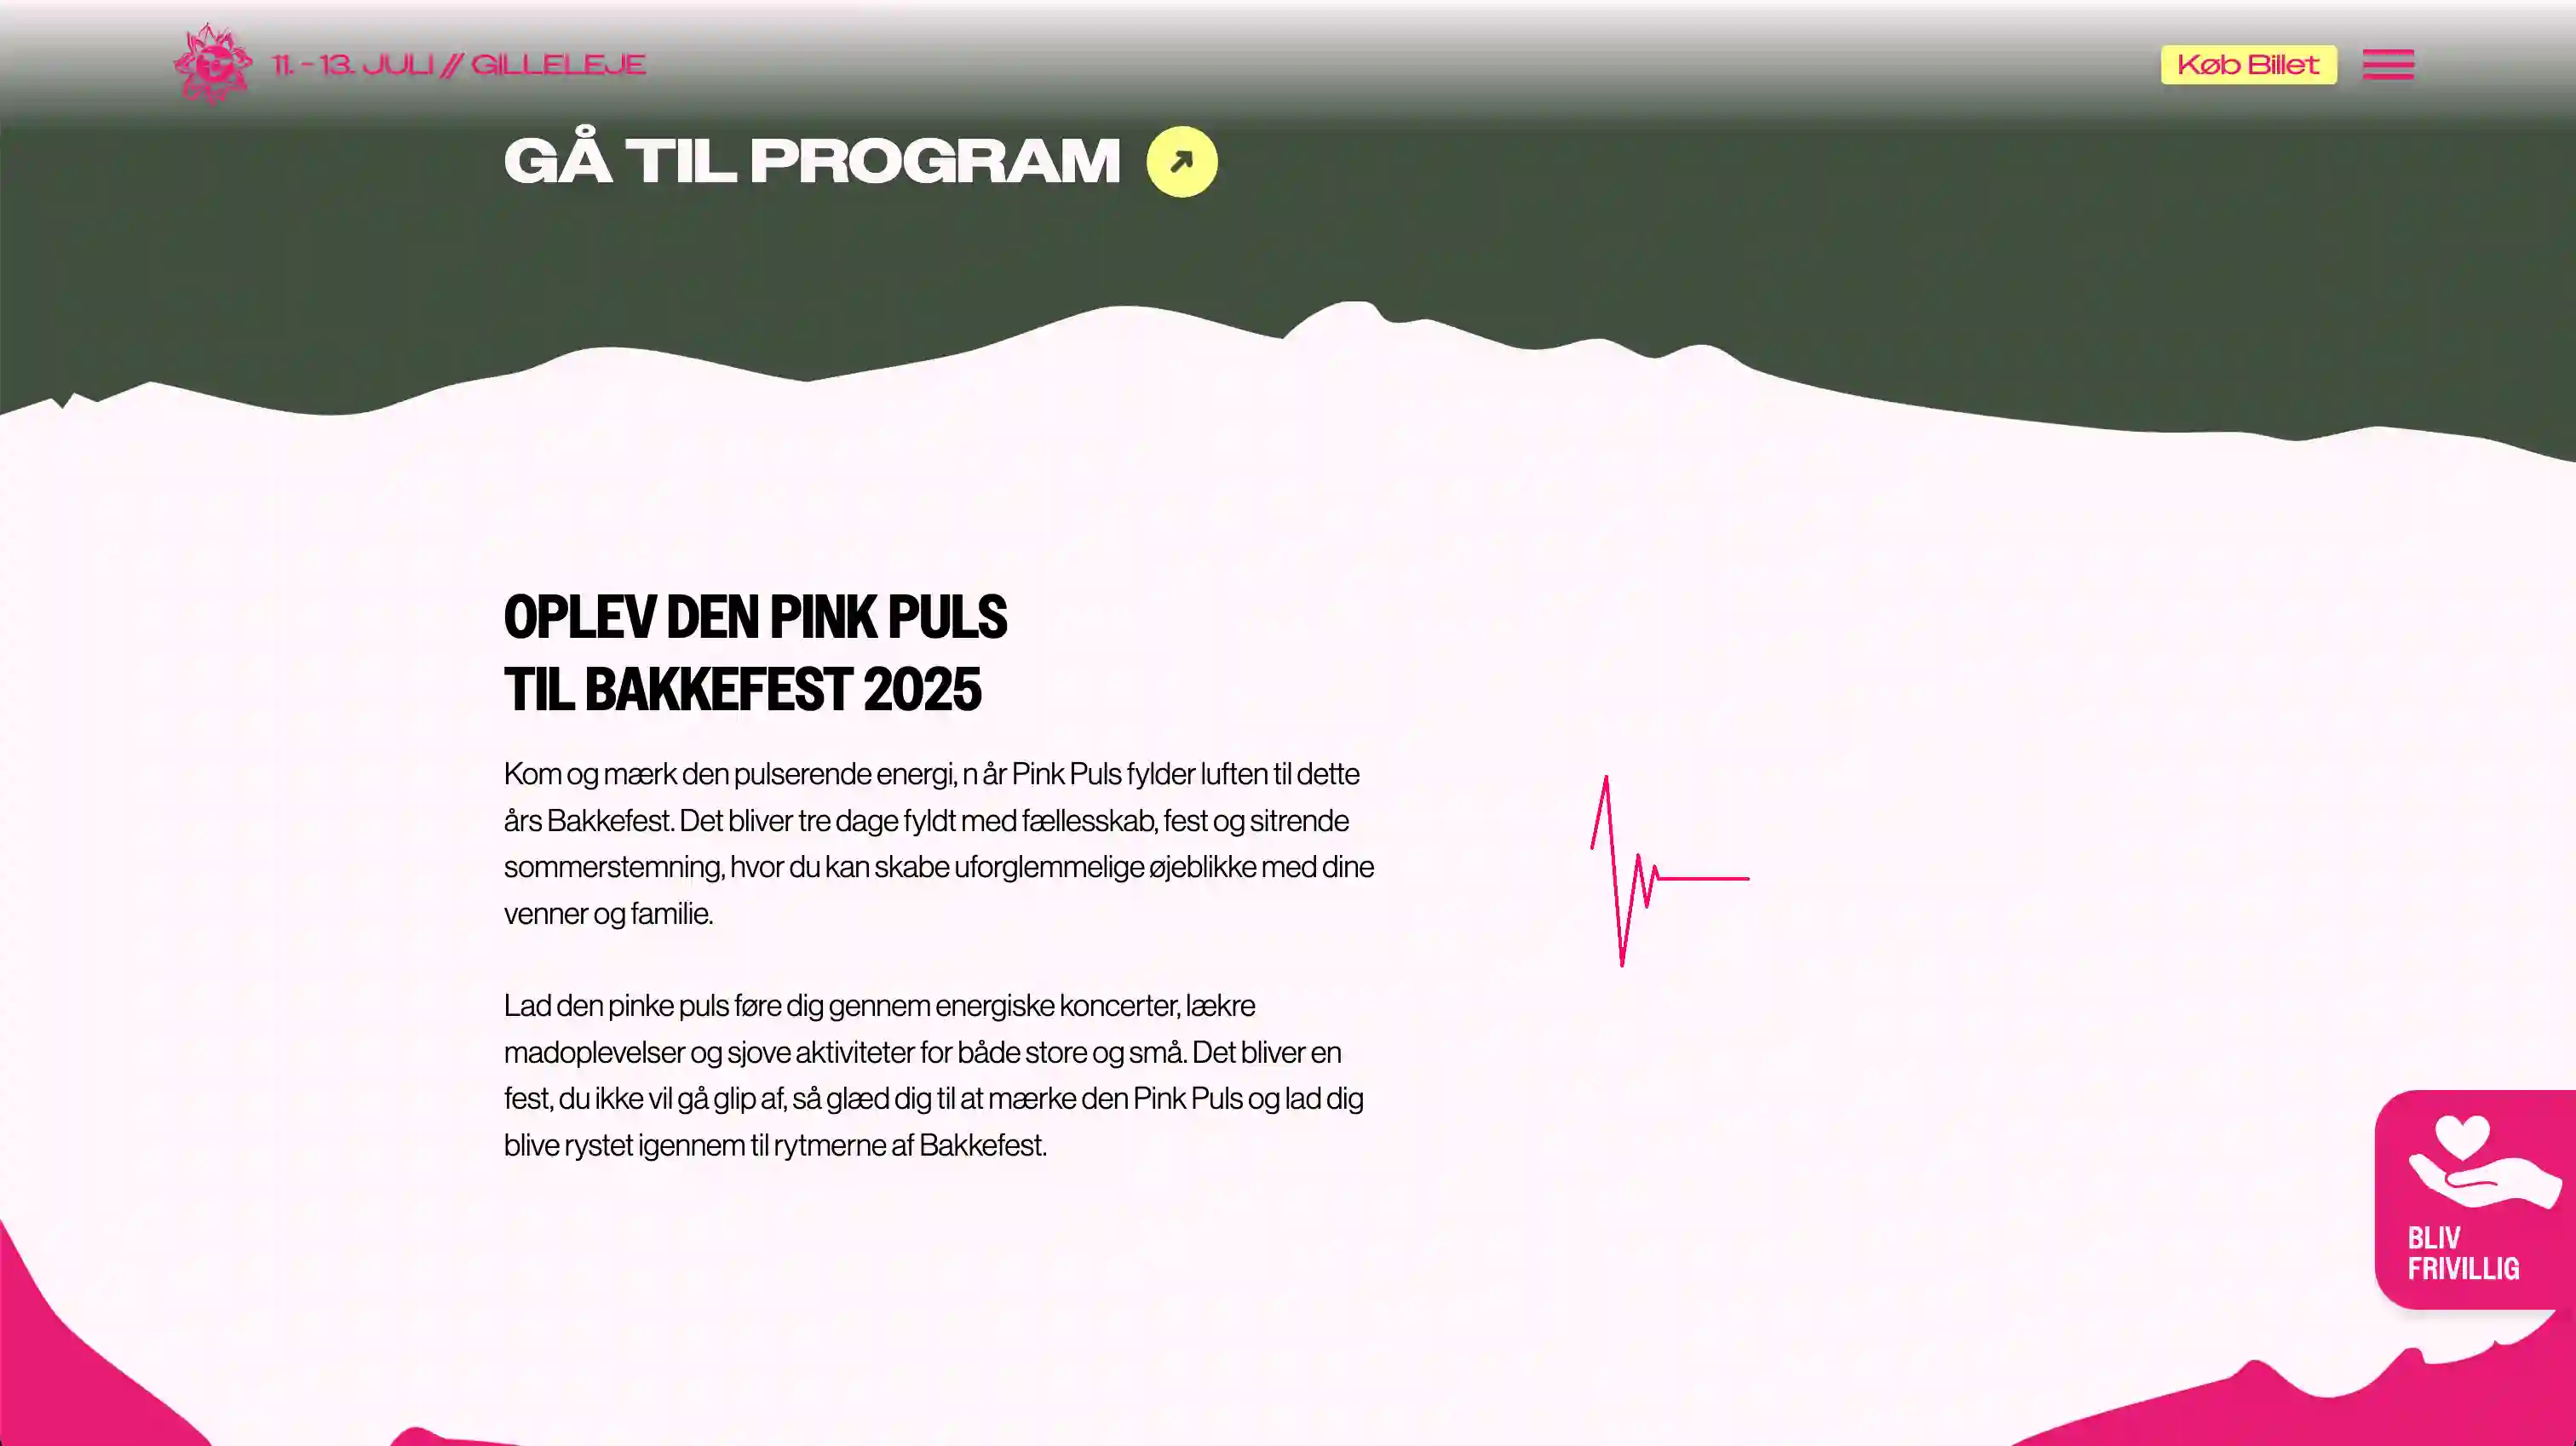 11. - 13. JULI // GILLELEJE
Køb Billet
GÅ TIL PROGRAM
OPLEV DEN PINK PULS
TIL BAKKEFEST 2025
Kom og mærk den pulserende energi, n år Pink Puls fylder luften til dette
års Bakkefest. Det bliver tre dage fyldt med fællesskab, fest og sitrende
sommerstemning, hvor du kan skabe uforglemmelige øjeblikke med dine
venner og familie.
Lad den pinke puls føre dig gennem energiske koncerter, lækre
madoplevelser og sjove aktiviteter for både store og små. Det bliver en
fest, du ikke vil gå glip af, så glæd dig til at mærke den Pink Puls og lad dig
blive rystet igennem til rytmerne af Bakkefest.
BLIV
FRIVILLIG